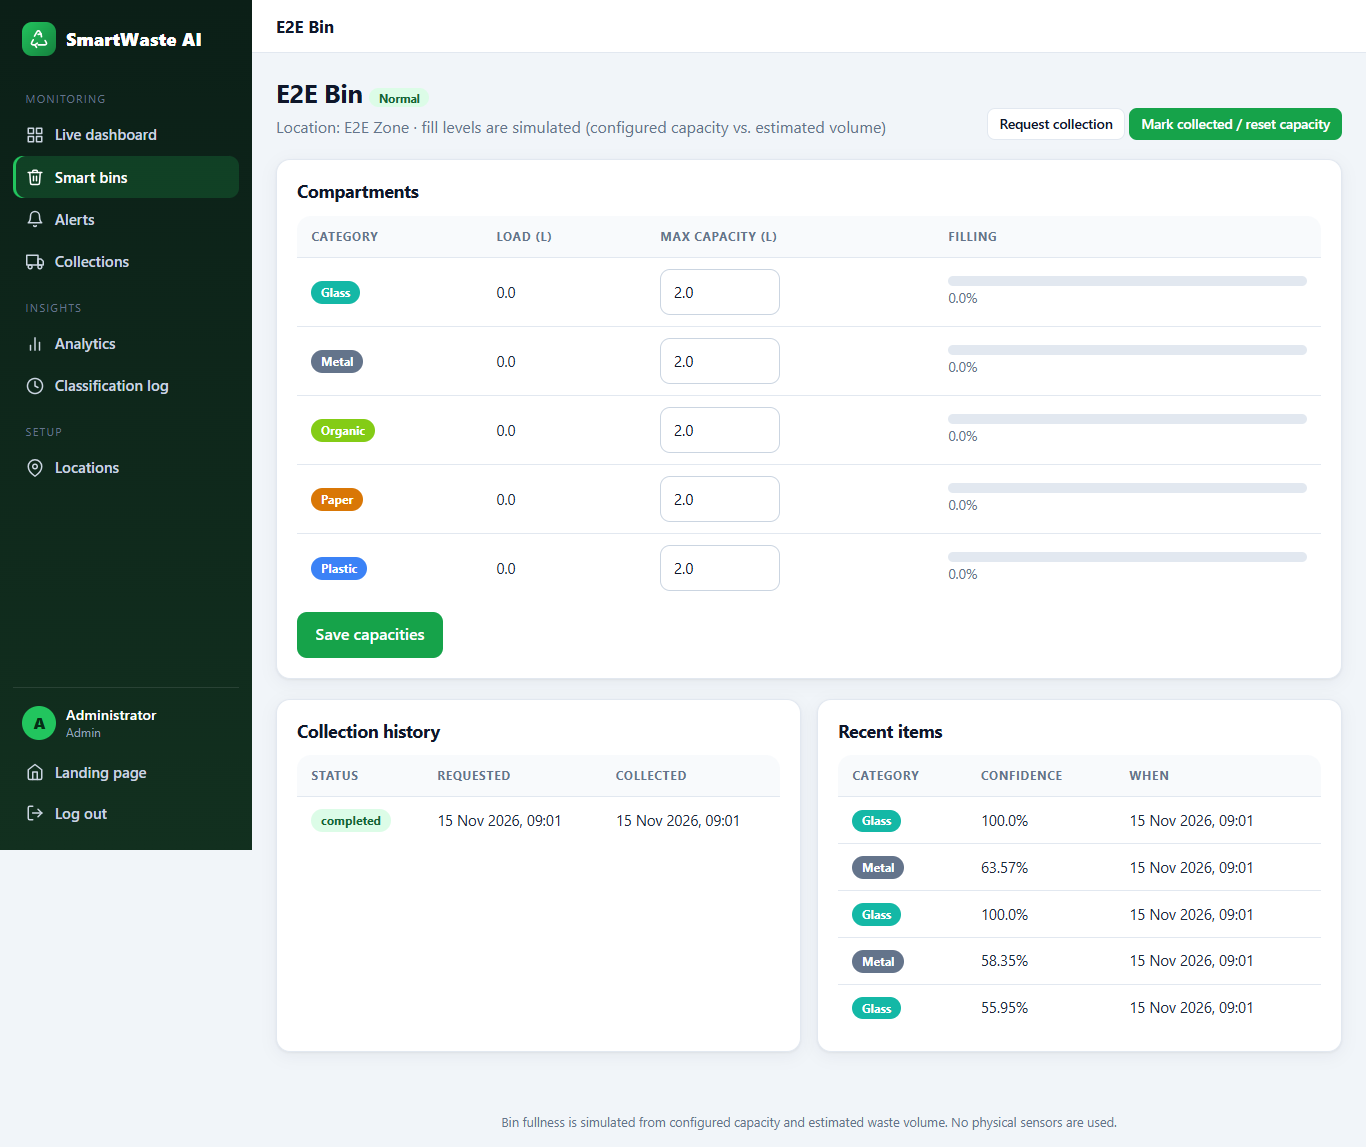 SmartWaste AI
MONITORING
Live dashboard
Smart bins
Alerts
Collections
INSIGHTS
Analytics
Classification log
SETUP
Locations
A
Administrator
Admin
Landing page
Log out
E2E Bin
E2E Bin Normal
Location: E2E Zone · fill levels are simulated (configured capacity vs. estimated volume)
Request collection
Mark collected / reset capacity
Compartments
CATEGORY LOAD (L) MAX CAPACITY (L) FILLING
Glass 0.0 2.0 0.0%
Metal 0.0 2.0 0.0%
Organic 0.0 2.0 0.0%
Paper 0.0 2.0 0.0%
Plastic 0.0 2.0 0.0%
Save capacities
Collection history
STATUS REQUESTED COLLECTED
completed 15 Nov 2026, 09:01 15 Nov 2026, 09:01
Recent items
CATEGORY CONFIDENCE WHEN
Glass 100.0% 15 Nov 2026, 09:01
Metal 63.57% 15 Nov 2026, 09:01
Glass 100.0% 15 Nov 2026, 09:01
Metal 58.35% 15 Nov 2026, 09:01
Glass 55.95% 15 Nov 2026, 09:01
Bin fullness is simulated from configured capacity and estimated waste volume. No physical sensors are used.